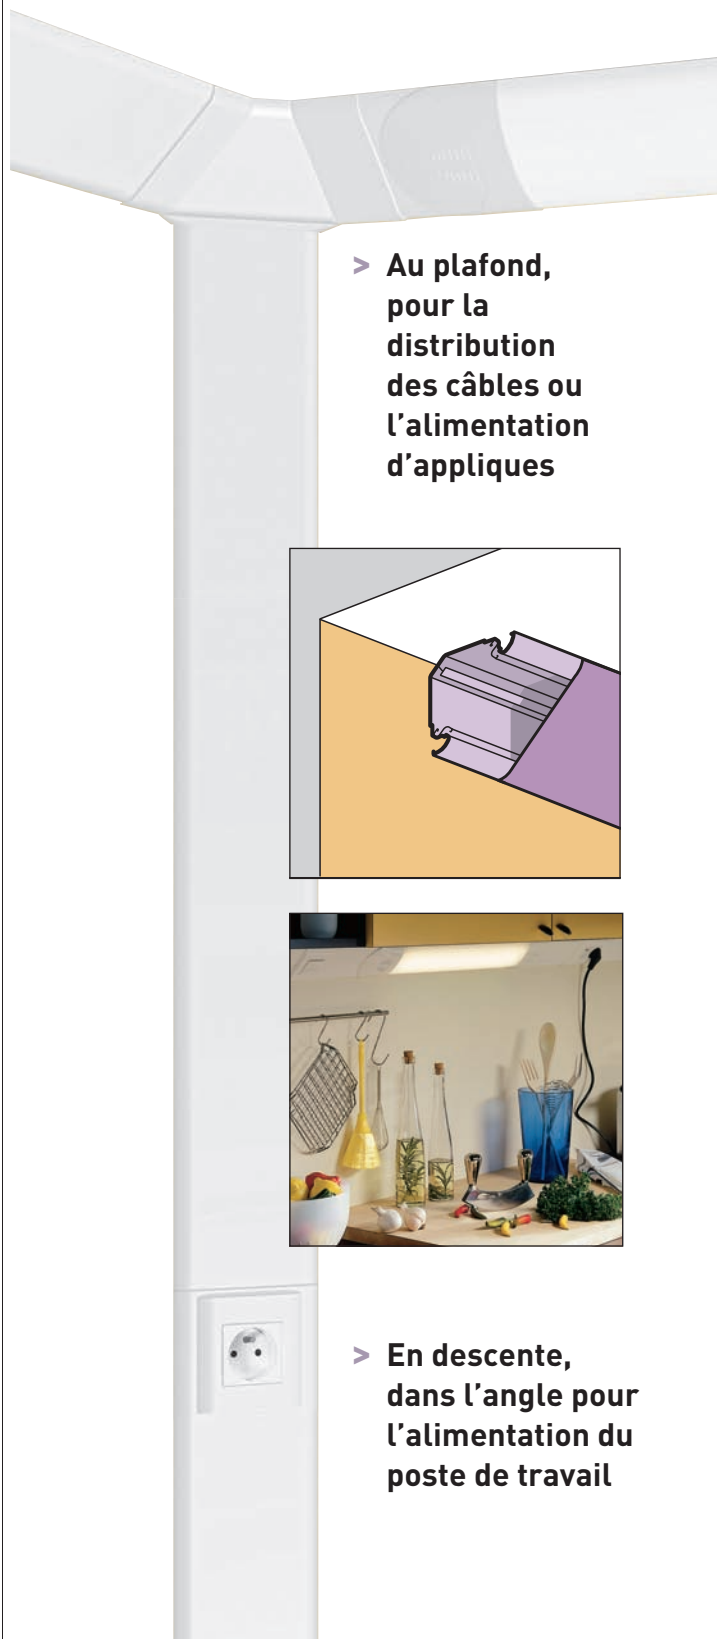 > Au plafond,
pour la
distribution
des câbles ou
l’alimentation
d’appliques
> En descente,
dans l’angle pour
l’alimentation du
poste de travail